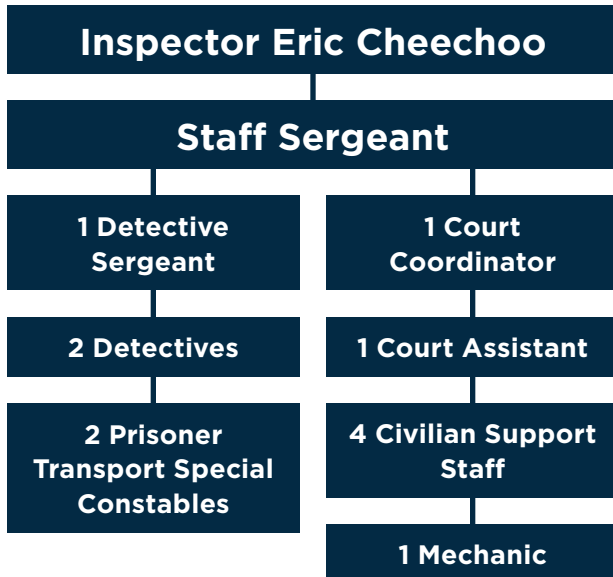 Inspector Eric Cheechoo
Staff Sergeant
1 Detective
Sergeant
2 Detectives
2 Prisoner
Transport Special
Constables
1 Court
Coordinator
1 Court Assistant
4 Civilian Support
Staff
1 Mechanic